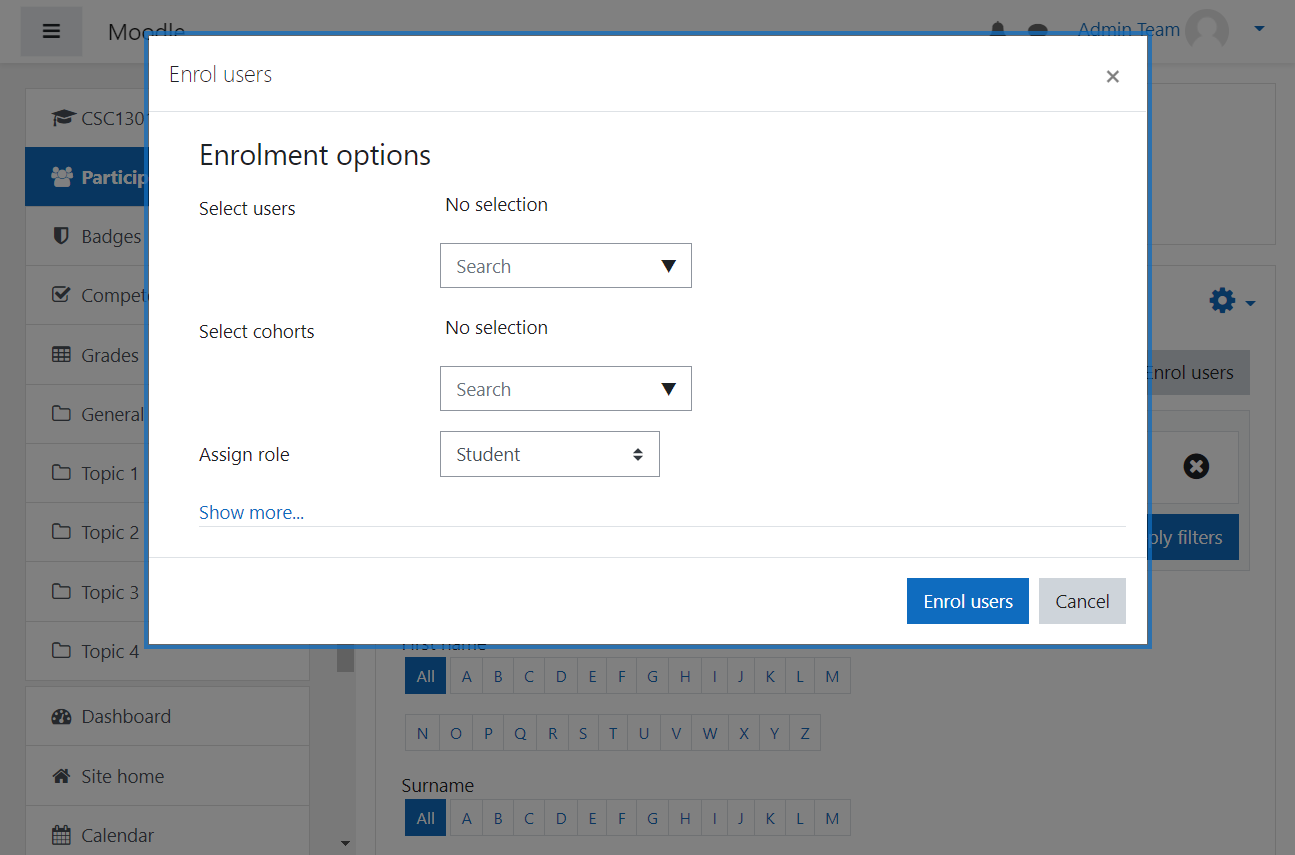 Moodle
Admin Team
Enrol users
×
CSC130
Particip
Badges
Compet
Grades
General
Topic 1
Topic 2
Topic 3
Topic 4
Dashboard
Site home
Calendar
Enrolment options
Select users
No selection
Search
Select cohorts
No selection
Search
Assign role
Student
Show more...
Enrol users
Cancel
Enrol users
ply filters
First name
All A B C D E F G H I J K L M
N O P Q R S T U V W X Y Z
Surname
All A B C D E F G H I J K L M